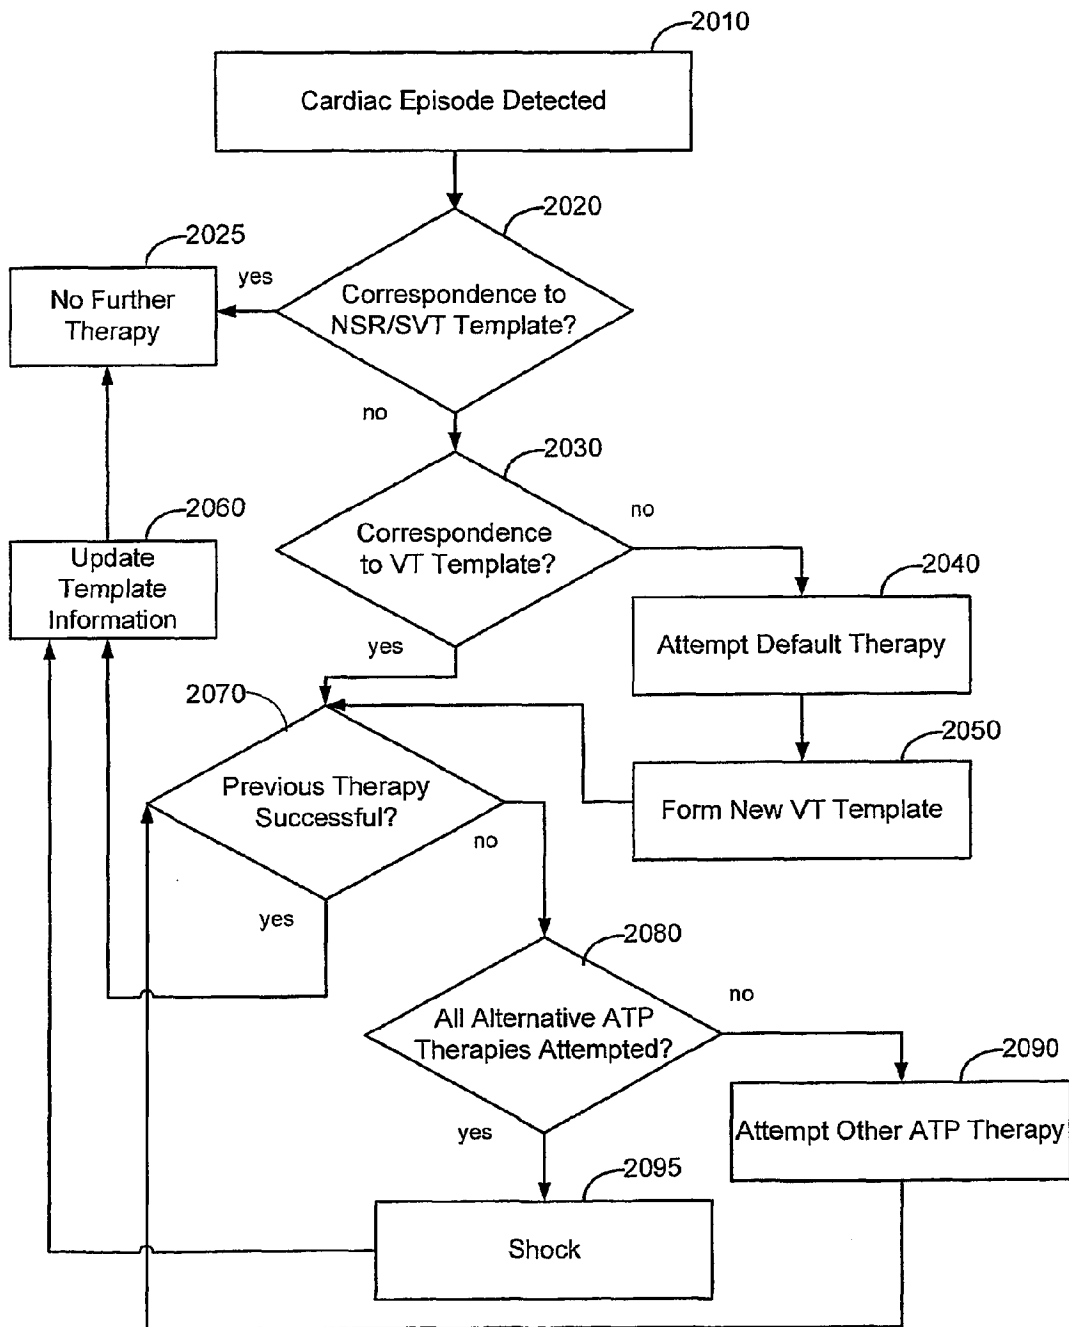 2010
Cardiac Episode Detected
2020
2025
yes
No Further
Therapy
Correspondence to
NSR/SVT Template?
no
2030
no
2060
Correspondence
to VT Template?
Update
Template
Information
2040
yes
Attempt Default Therapy
2070
2050
Previous Therapy
Successful?
Form New VT Template
no
yes
2080
no
All Alternative ATP
Therapies Attempted?
2090
yes
Attempt Other ATP Therapy
2095
Shock